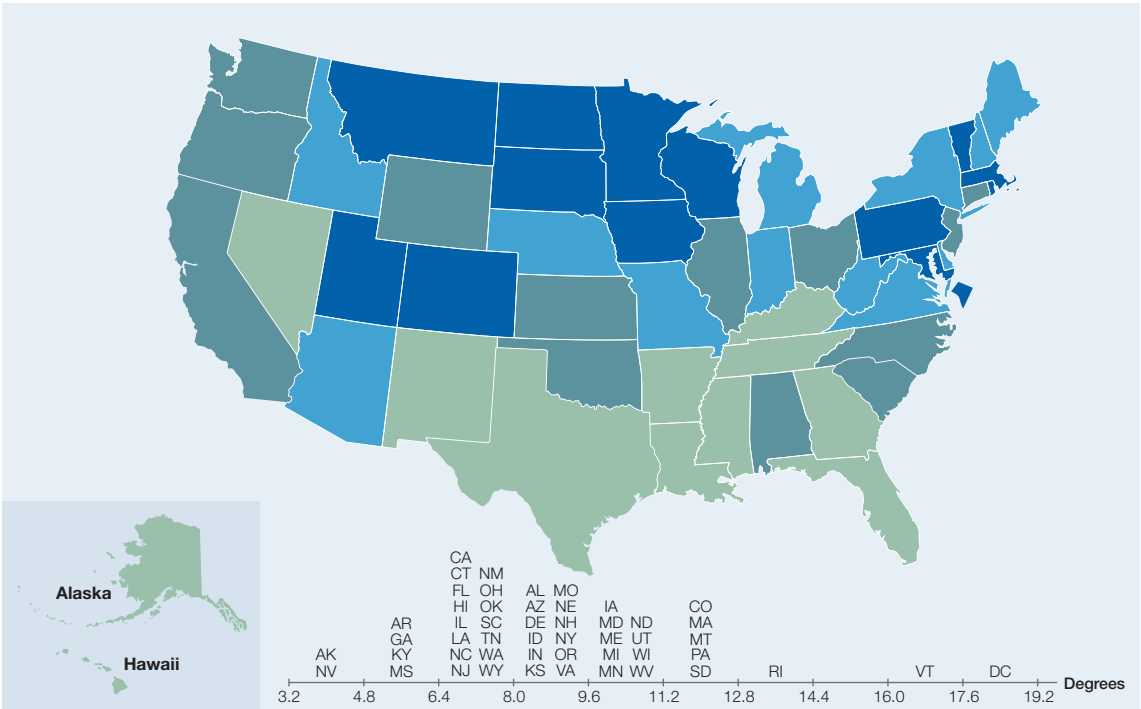 CA
CT NM
FL OH AL MO
Alaska
HI OK AZ NE IA CO
AR IL SC DE NH MD ND MA
GA LA TN ID NY ME UT MT
AK KY NC WA IN OR MI WI PA
Hawaii
NV MS NJ WY KS VA MN WV SD RI VT DC
Degrees
3.2 4.8 6.4 8.0 9.6 11.2 12.8 14.4 16.0 17.6 19.2